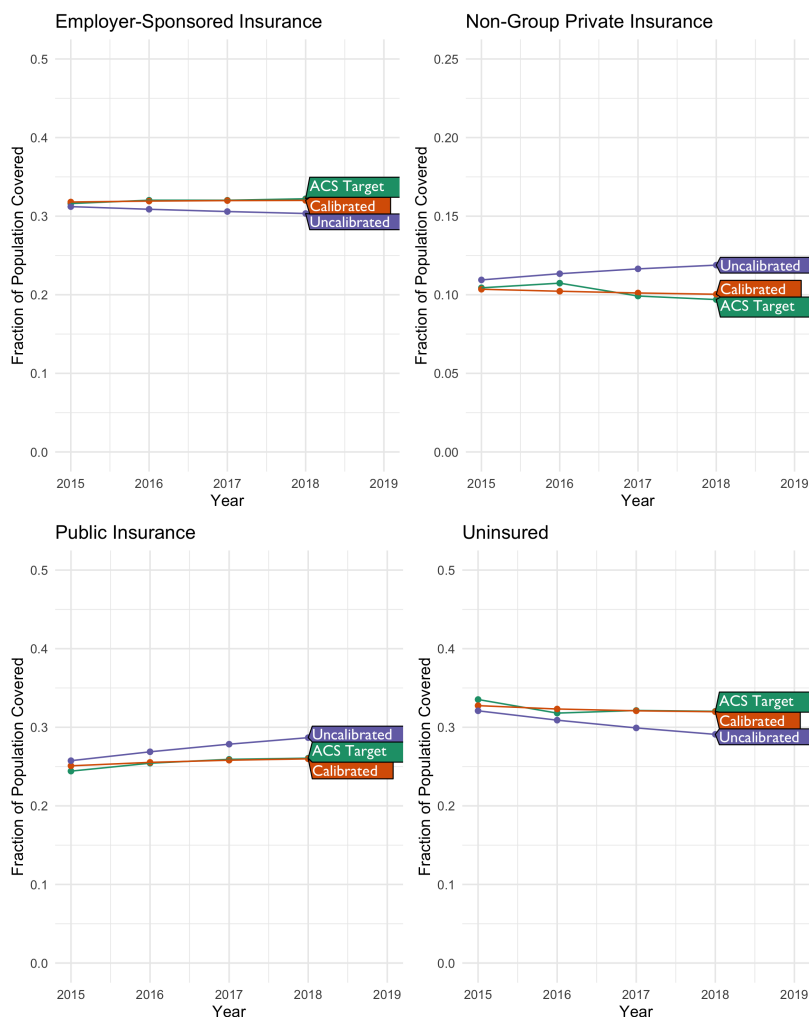 Employer-Sponsored Insurance
Fraction of Population Covered
0.5
0.4
0.3
0.2
0.1
0.0
ACS Target
Calibrated
Uncalibrated
2015 2016 2017 2018 2019
Year
Non-Group Private Insurance
Fraction of Population Covered
0.25
0.20
0.15
0.10
0.05
0.00
Uncalibrated
Calibrated
ACS Target
2015 2016 2017 2018 2019
Year
Public Insurance
Fraction of Population Covered
0.5
0.4
0.3
0.2
0.1
0.0
Uncalibrated
ACS Target
Calibrated
2015 2016 2017 2018 2019
Year
Uninsured
Fraction of Population Covered
0.5
0.4
0.3
0.2
0.1
0.0
ACS Target
Calibrated
Uncalibrated
2015 2016 2017 2018 2019
Year